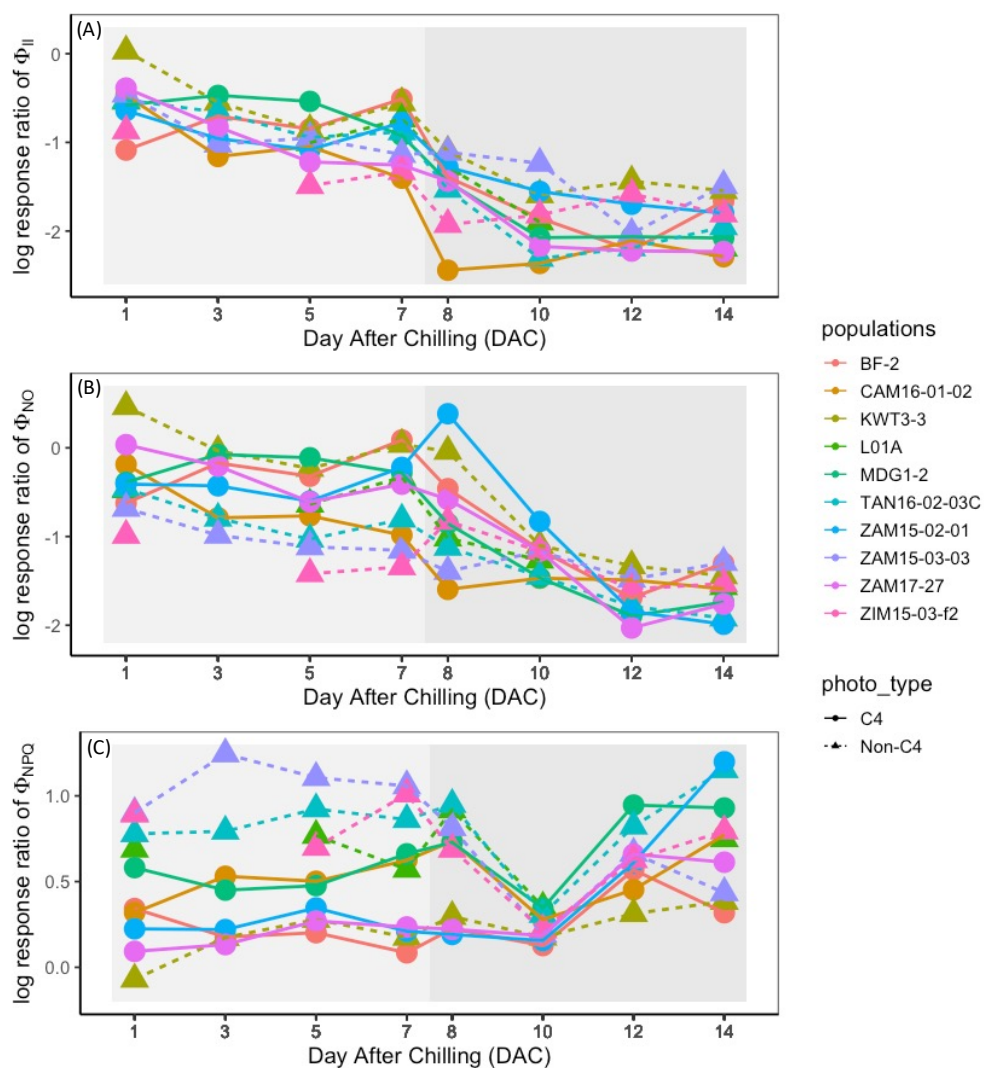 (A)
log response ratio of Φ_II
0
-1
-2
1 3 5 7 8 10 12 14
Day After Chilling (DAC)
(B)
log response ratio of Φ_NO
0
-1
-2
1 3 5 7 8 10 12 14
Day After Chilling (DAC)
(C)
log response ratio of Φ_NPQ
1.0
0.5
0.0
1 3 5 7 8 10 12 14
Day After Chilling (DAC)
populations
BF-2
CAM16-01-02
KWT3-3
L01A
MDG1-2
TAN16-02-03C
ZAM15-02-01
ZAM15-03-03
ZAM17-27
ZIM15-03-f2
photo_type
C4
Non-C4